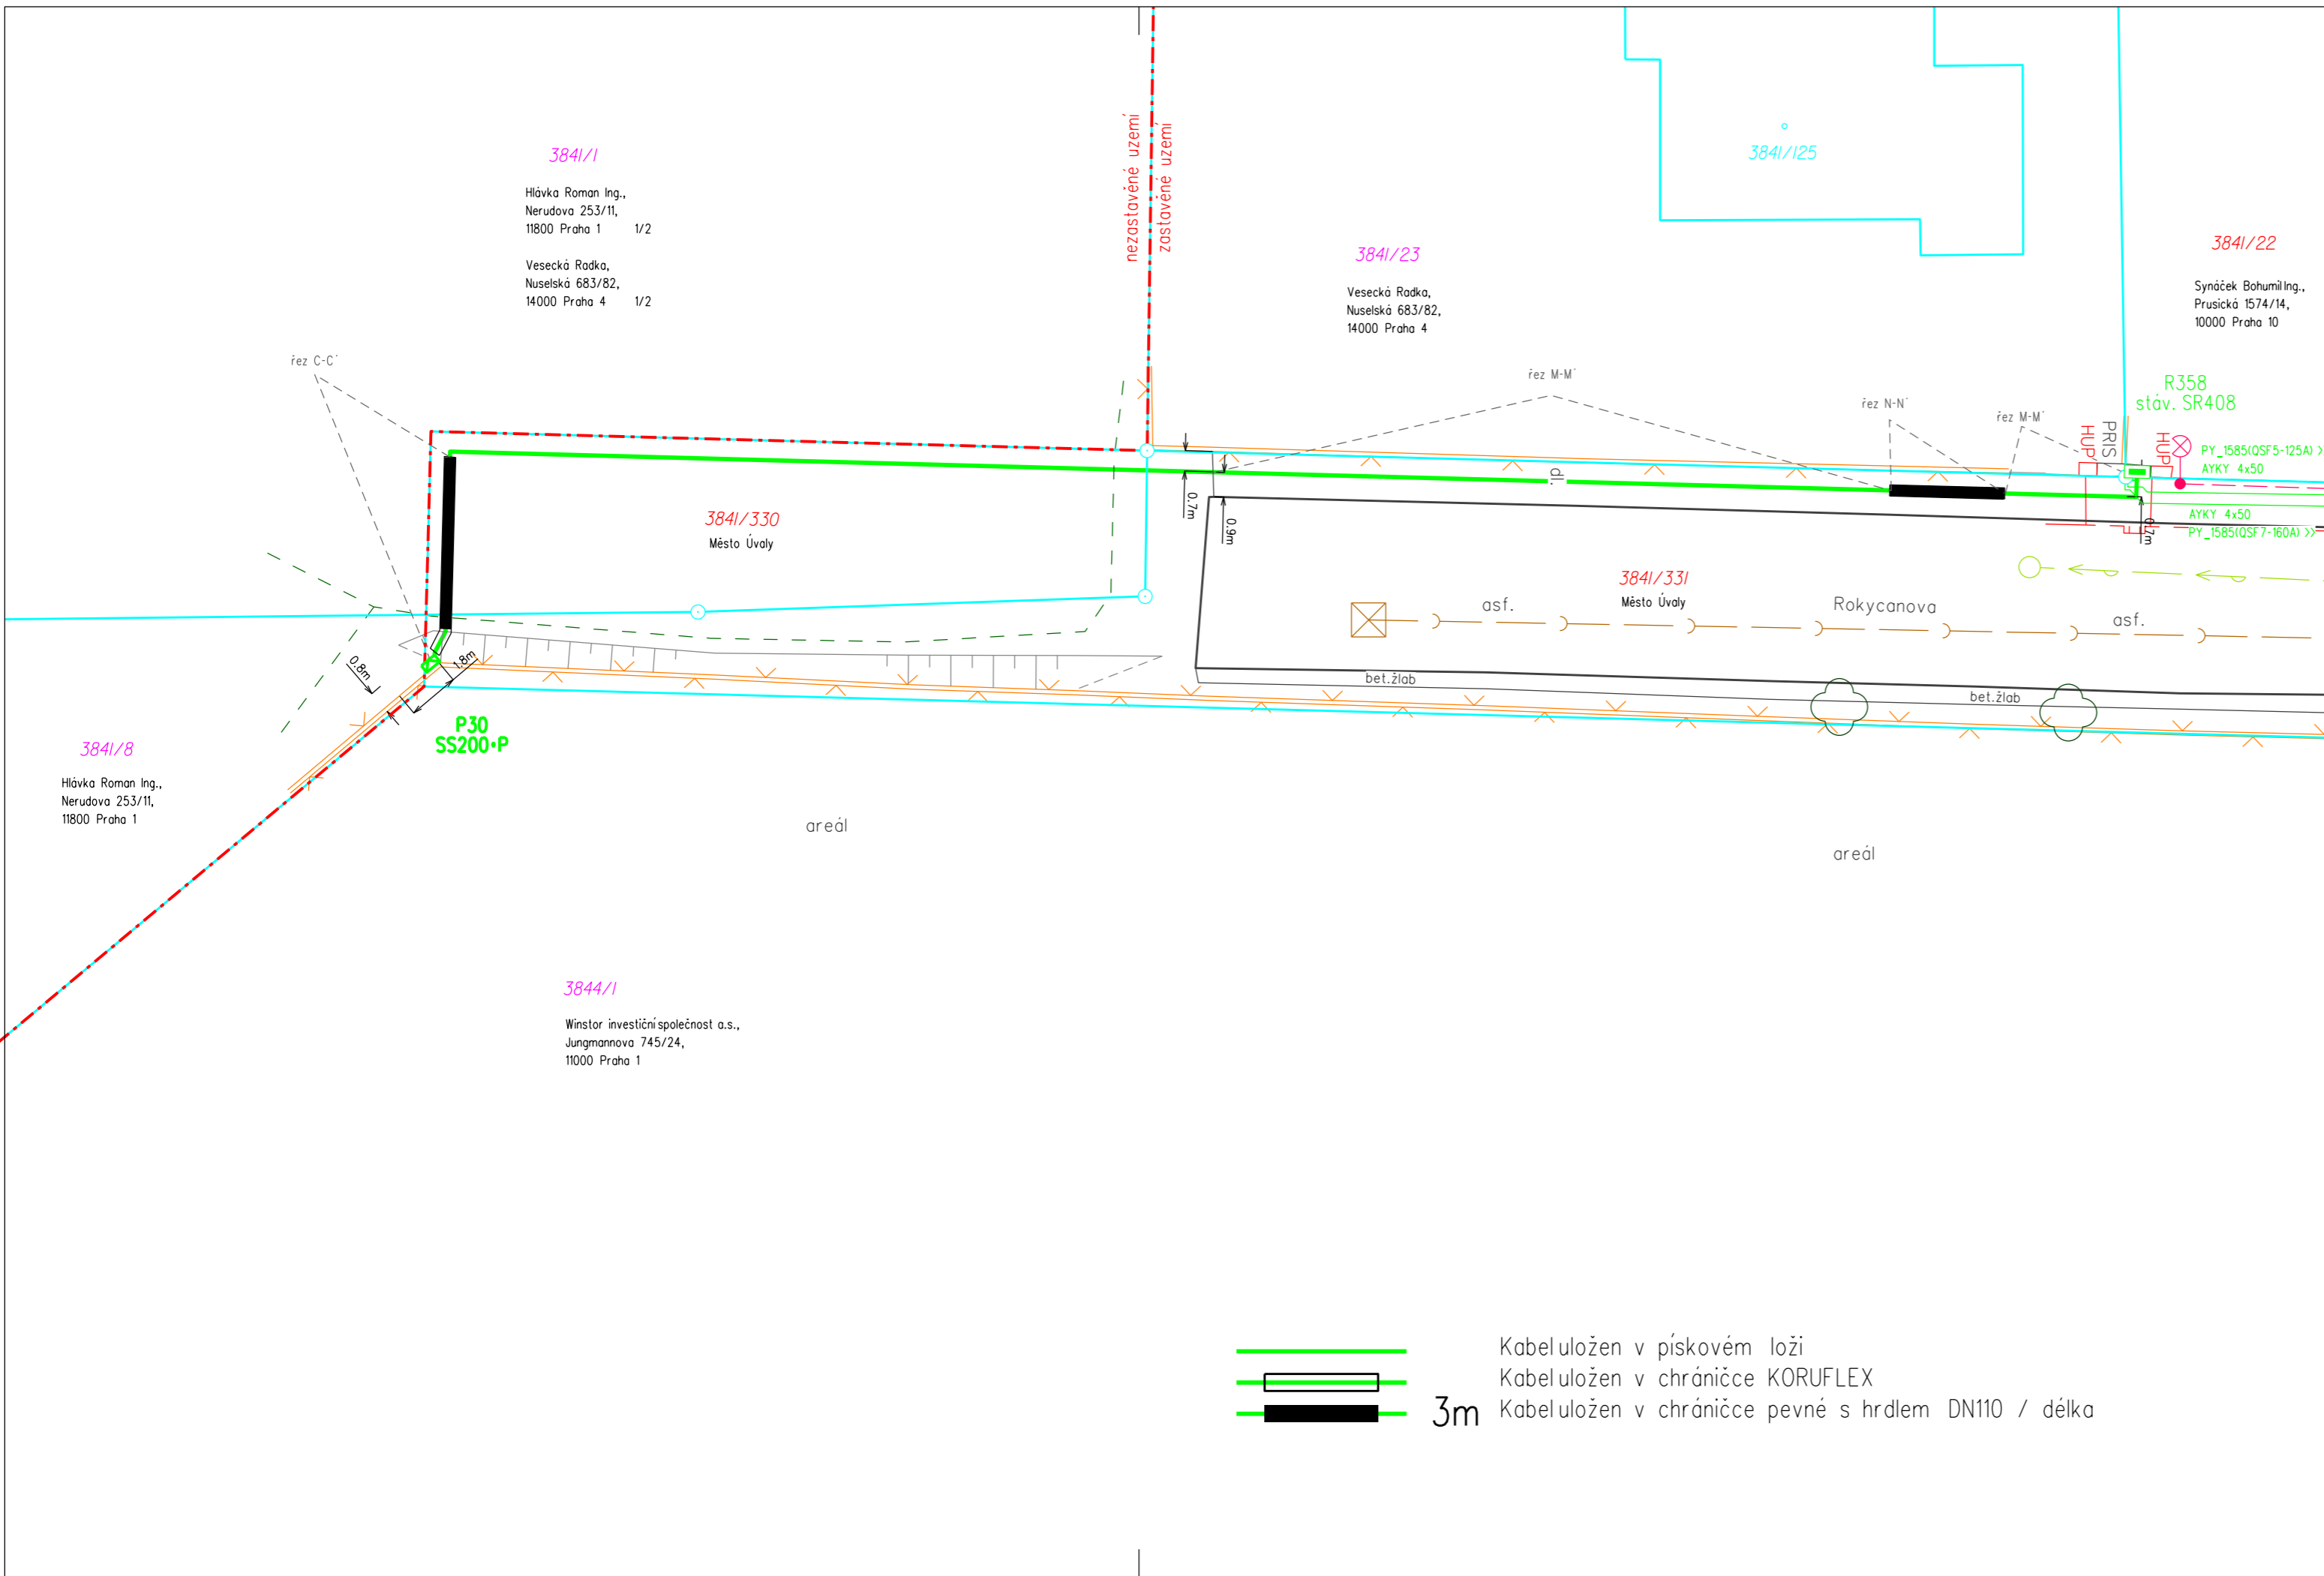 3841/1
Hlávka Roman Ing.,
Nerudova 253/11,
11800 Praha 1 1/2
Vesecká Radka,
Nuselská 683/82,
14000 Praha 4 1/2
nezastavěné uzemí
zastavěné uzemí
3841/125
3841/23
Vesecká Radka,
Nuselská 683/82,
14000 Praha 4
3841/22
Synáček Bohumil Ing.,
Prusická 1574/14,
10000 Praha 10
řez C-C´
řez M-M´
řez N-N´
řez M-M´
R358
stáv. SR408
HUP
PRIS
HUP
PY_1585(QSF5-125A) >
AYKY 4x50
AYKY 4x50
PY_1585(QSF7-160A) >>
dl.
0.7m
0.9m
0.7m
3841/330
Město Úvaly
3841/331
Město Úvaly
asf.
Rokycanova
asf.
bet.žlab
bet.žlab
0.8m
1.8m
P30
SS200•P
3841/8
Hlávka Roman Ing.,
Nerudova 253/11,
11800 Praha 1
areál
areál
3844/1
Winstor investiční společnost a.s.,
Jungmannova 745/24,
11000 Praha 1
Kabel uložen v pískovém loži
Kabel uložen v chráničce KORUFLEX
3m Kabel uložen v chráničce pevné s hrdlem DN110 / délka